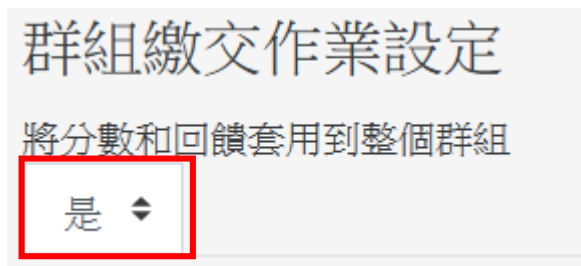 群組繳交作業設定
將分數和回饋套用到整個群組
是